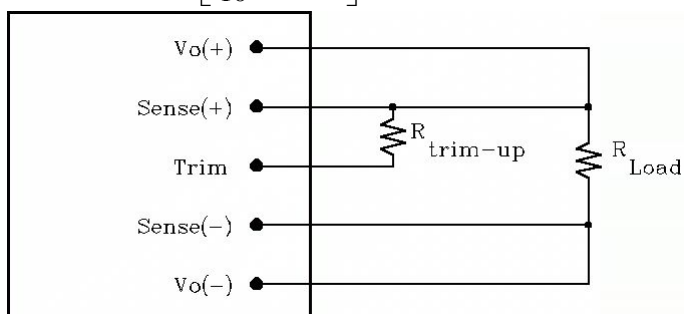 Vo(+)
Sense(+)
R
trim-up
Trim
R
Load
Sense(-)
Vo(-)